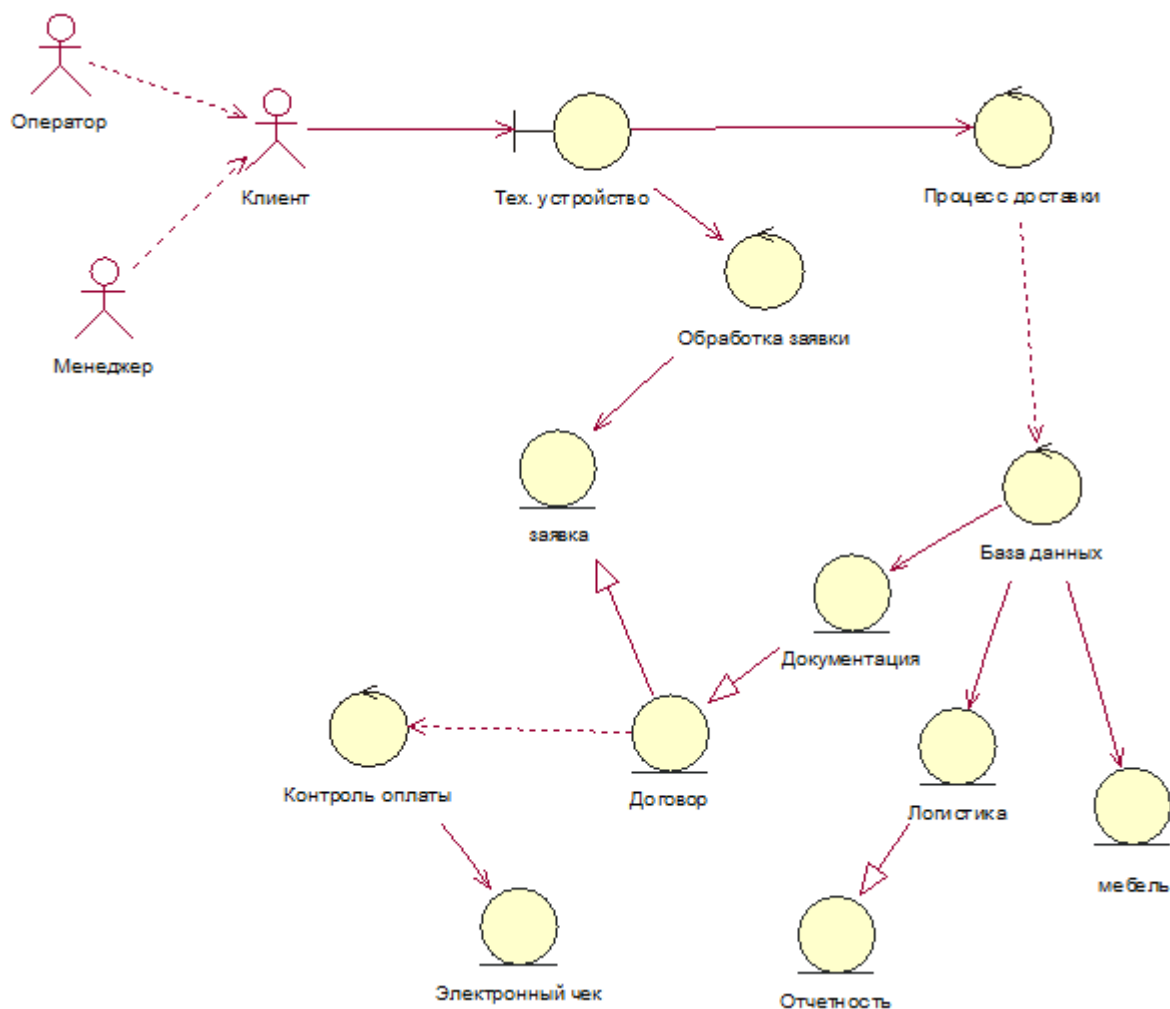 Оператор
Клиент
Тех. устройство
Процесс доставки
Обработка заявки
Менеджер
заявка
База данных
Документация
Контроль оплаты
Договор
Логистика
мебель
Электронный чек
Отчетность